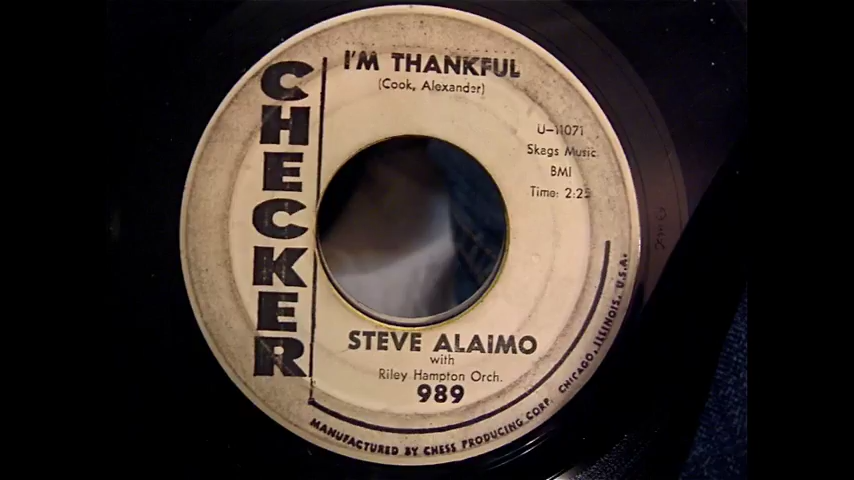 CHECKER
I'M THANKFUL
(Cook, Alexander)
U-11071
Skegs Music
BMI
Time: 2:25
STEVE ALAIMO
with
Riley Hampton Orch.
989
MANUFACTURED BY CHESS PRODUCING CORP. CHICAGO, ILLINOIS, U.S.A.